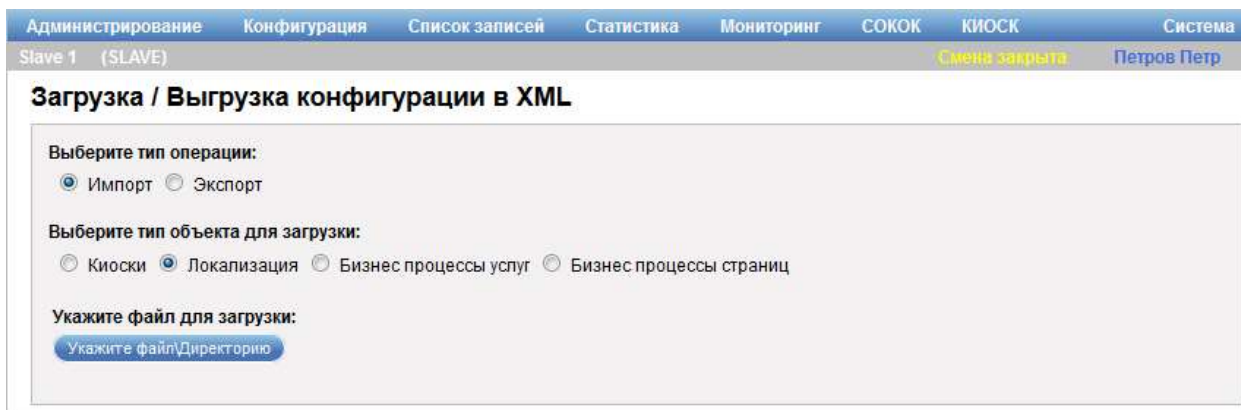 Администрирование Конфигурация Список записей Статистика Мониторинг СОКОК КИОСК Система
Slave 1 (SLAVE) Смена закрыта Петров Петр
Загрузка / Выгрузка конфигурации в XML
Выберите тип операции:
Импорт Экспорт
Выберите тип объекта для загрузки:
Киоски Локализация Бизнес процессы услуг Бизнес процессы страниц
Укажите файл для загрузки:
Укажите файл\Директорию